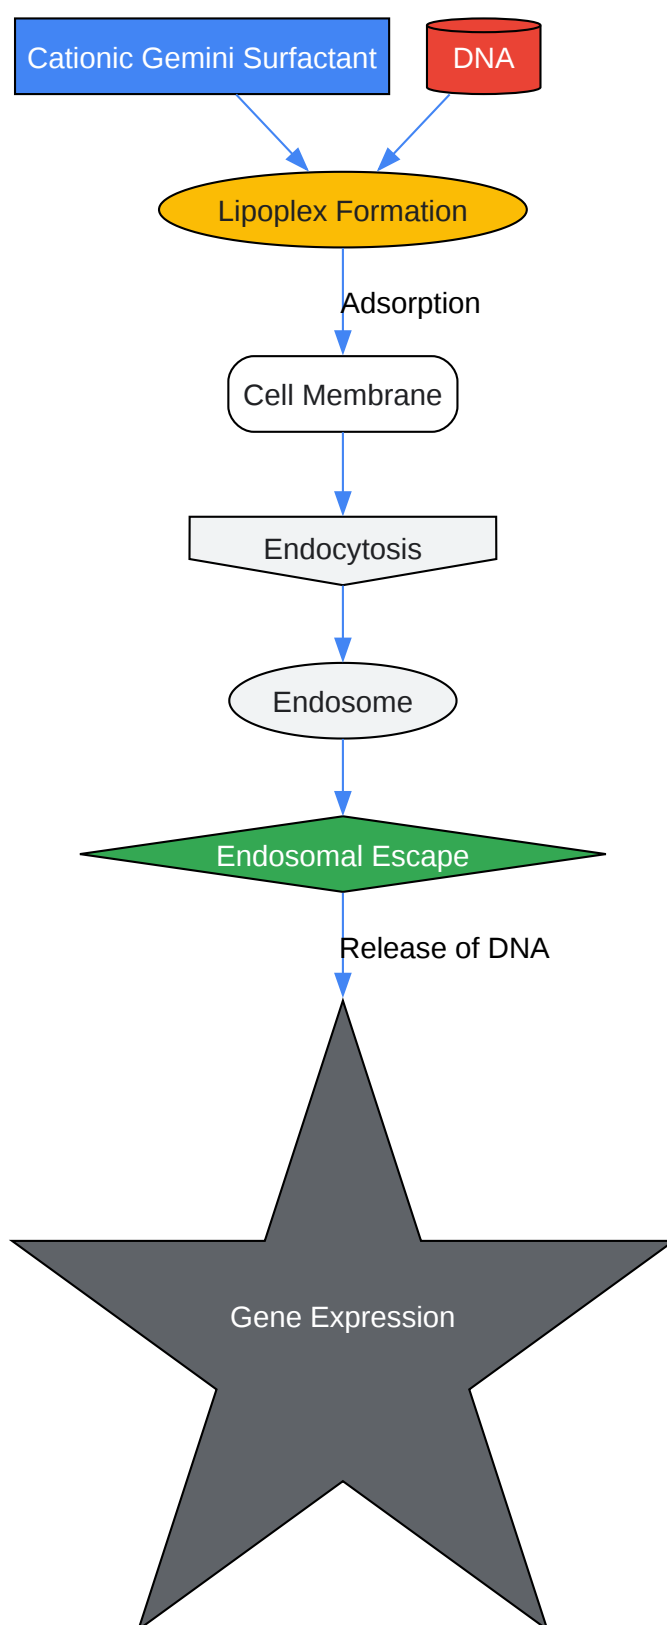 Cationic Gemini Surfactant
DNA
Lipoplex Formation
Adsorption
Cell Membrane
Endocytosis
Endosome
Endosomal Escape
Release of DNA
Gene Expression